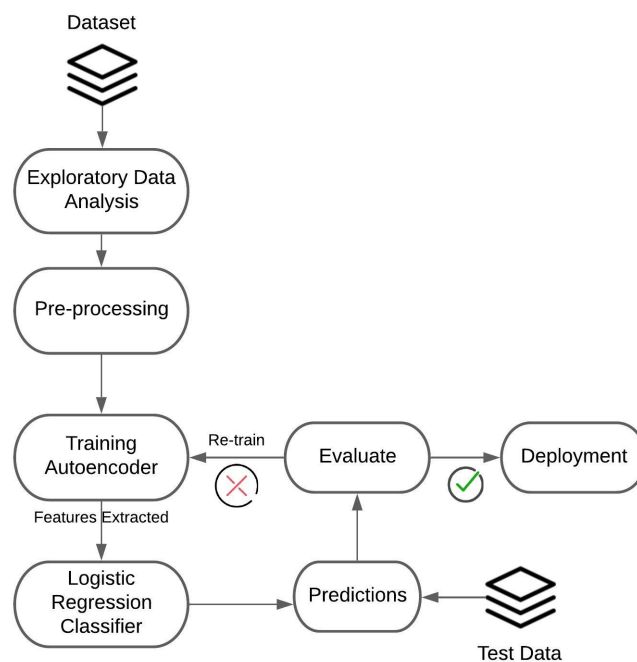 Dataset
Exploratory Data
Analysis
Pre-processing
Training
Autoencoder
Re-train
Evaluate
Deployment
Features Extracted
Logistic
Regression
Classifier
Predictions
Test Data